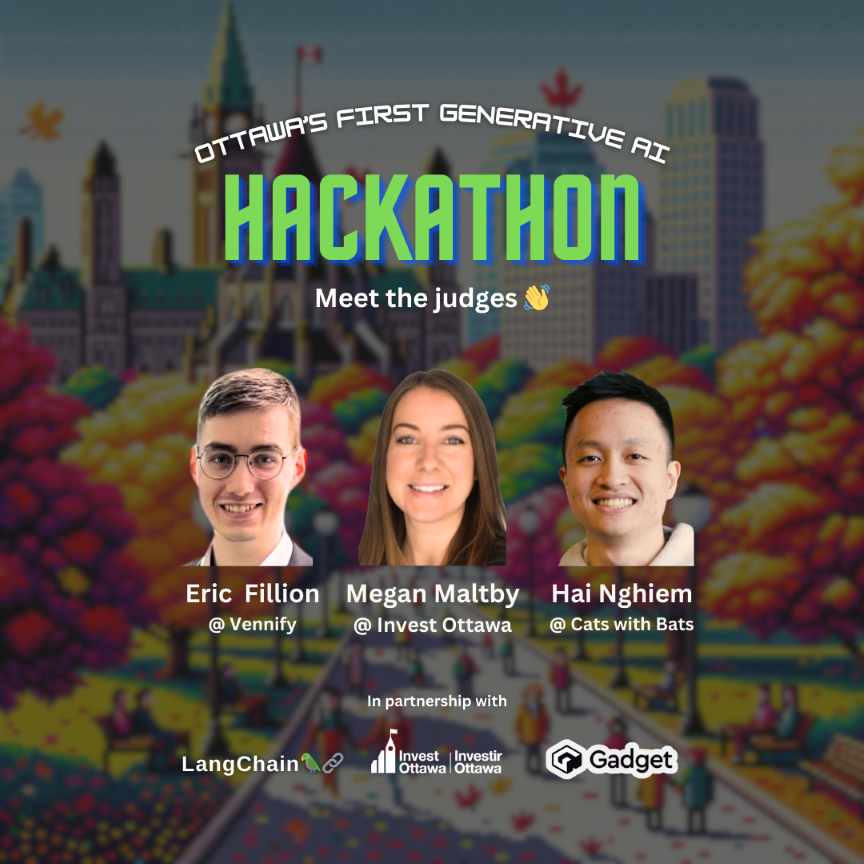 OTTAWA'S FIRST GENERATIVE AI
HACKATHON
Meet the judges 👋
Eric Fillion
@ Vennify
Megan Maltby
@ Invest Ottawa
Hai Nghiem
@ Cats with Bats
In partnership with
LangChain🦜🔗
Invest Ottawa | Investir Ottawa
Gadget